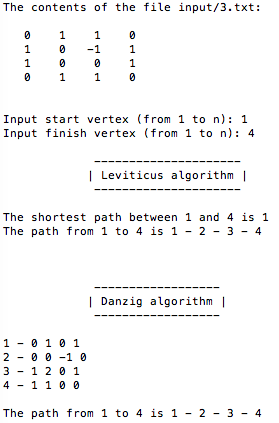 The contents of the file input/3.txt:
0 1 1 0
1 0 -1 1
1 0 0 1
0 1 1 0
Input start vertex (from 1 to n): 1
Input finish vertex (from 1 to n): 4
---------------------
| Leviticus algorithm |
---------------------
The shortest path between 1 and 4 is 1
The path from 1 to 4 is 1 - 2 - 3 - 4
------------------
| Danzig algorithm |
------------------
1 - 0 1 0 1
2 - 0 0 -1 0
3 - 1 2 0 1
4 - 1 1 0 0
The path from 1 to 4 is 1 - 2 - 3 - 4